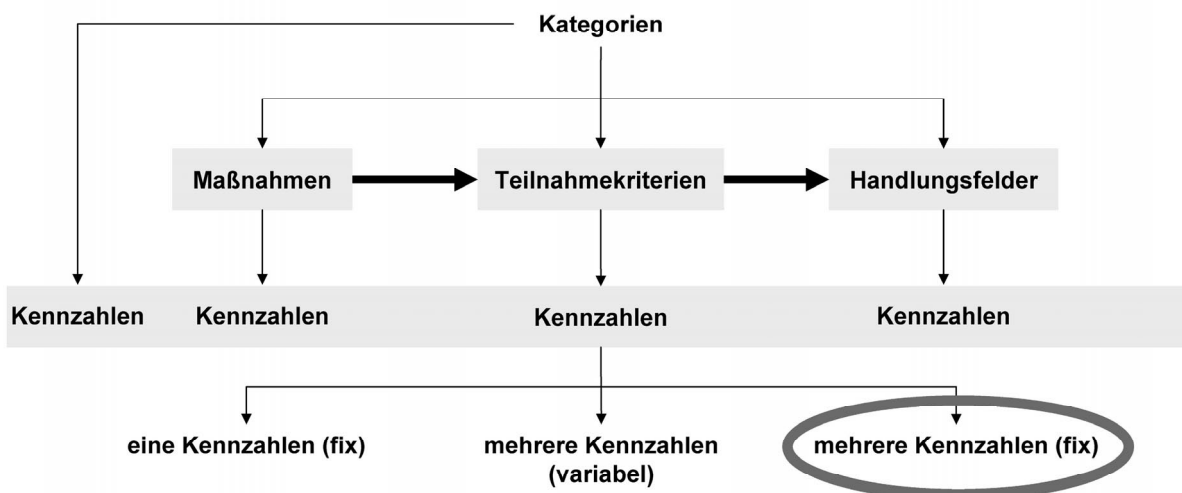 Kategorien
Maßnahmen
Teilnahmekriterien
Handlungsfelder
Kennzahlen
Kennzahlen
Kennzahlen
Kennzahlen
eine Kennzahlen (fix)
mehrere Kennzahlen
(variabel)
mehrere Kennzahlen (fix)